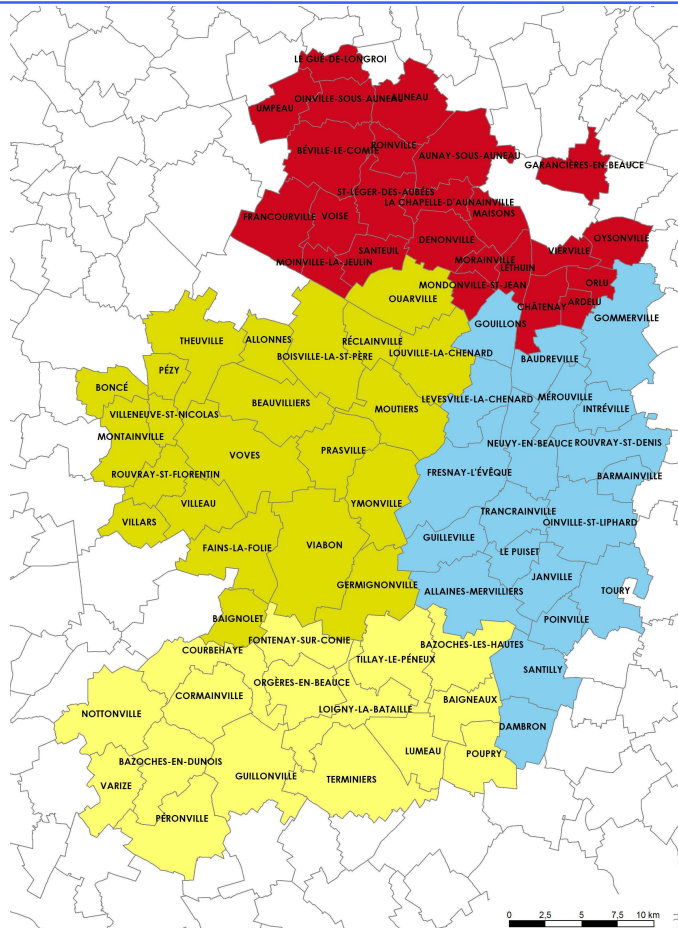 LE GUÉ-DE-LONGROI
OINVILLE-SOUS-AUNEAU
AUNEAU
UMPEAU
ROINVILLE
BÉVILLE-LE-COMTE
AUNAY-SOUS-AUNEAU
GARANCIÈRES-EN-BEAUCE
ST-LÉGER-DES-AUBÉES
LA CHAPELLE-D'AUNAINVILLE
MAISONS
FRANCOURVILLE
VOISE
DENONVILLE
OYSONVILLE
SANTEUIL
VIERVILLE
MOINVILLE-LA-JEULIN
MORAINVILLE
LÉTHUIN
MONDONVILLE-ST-JEAN
ORLU
OUARVILLE
ARDELU
CHÂTENAY
GOMMERVILLE
GOUILLONS
THEUVILLE
ALLONNES
RÉCLAINVILLE
LOUVILLE-LA-CHENARD
BOISVILLE-LA-ST-PÈRE
BAUDREVILLE
PÉZY
BONCÉ
MÉROUVILLE
LEVESVILLE-LA-CHENARD
BEAUVILLIERS
MOUTIERS
INTRÉVILLE
VILLENEUVE-ST-NICOLAS
MONTAINVILLE
NEUVY-EN-BEAUCE
ROUVRAY-ST-DENIS
PRASVILLE
VOVES
ROUVRAY-ST-FLORENTIN
FRESNAY-L'ÉVÊQUE
BARMAINVILLE
VILLEAU
YMONVILLE
TRANCRAINVILLE
VILLARS
OINVILLE-ST-LIPHARD
GUILLEVILLE
VIABON
FAINS-LA-FOLIE
LE PUISET
JANVILLE
GERMIGNONVILLE
ALLAINES-MERVILLIERS
TOURY
BAIGNOLET
POINVILLE
FONTENAY-SUR-CONIE
BAZOCHES-LES-HAUTES
COURBEHAYE
TILLAY-LE-PÉNEUX
SANTILLY
ORGÈRES-EN-BEAUCE
CORMAINVILLE
BAIGNEAUX
LOIGNY-LA-BATAILLE
NOTTONVILLE
DAMBRON
LUMEAU
POUPRY
BAZOCHES-EN-DUNOIS
GUILLONVILLE
TERMINIERS
VARIZE
PÉRONVILLE
0 2,5 5 7,5 10 km